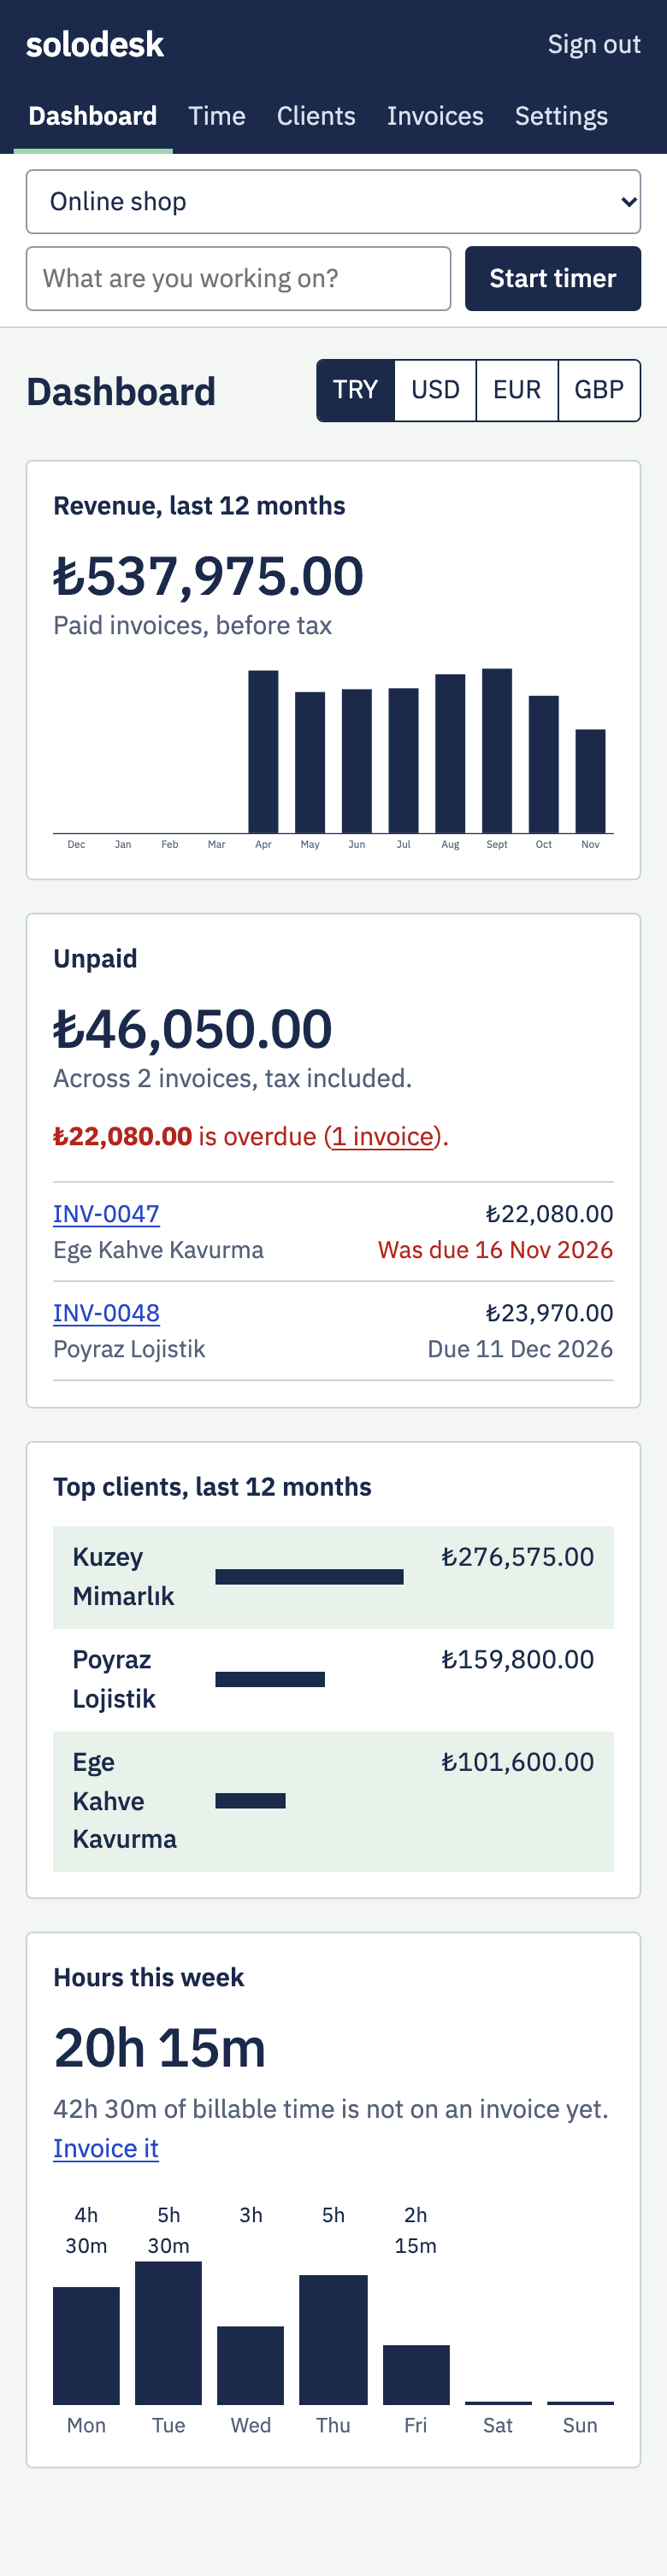 solodesk
Sign out
Dashboard Time Clients Invoices Settings
Online shop
What are you working on? Start timer
Dashboard
TRY USD EUR GBP
Revenue, last 12 months
₺537,975.00
Paid invoices, before tax
Dec Jan Feb Mar Apr May Jun Jul Aug Sept Oct Nov
Unpaid
₺46,050.00
Across 2 invoices, tax included.
₺22,080.00 is overdue (1 invoice).
INV-0047 ₺22,080.00
Ege Kahve Kavurma Was due 16 Nov 2026
INV-0048 ₺23,970.00
Poyraz Lojistik Due 11 Dec 2026
Top clients, last 12 months
Kuzey ₺276,575.00
Mimarlık
Poyraz ₺159,800.00
Lojistik
Ege ₺101,600.00
Kahve
Kavurma
Hours this week
20h 15m
42h 30m of billable time is not on an invoice yet.
Invoice it
4h 5h 3h 5h 2h
30m 30m 15m
Mon Tue Wed Thu Fri Sat Sun